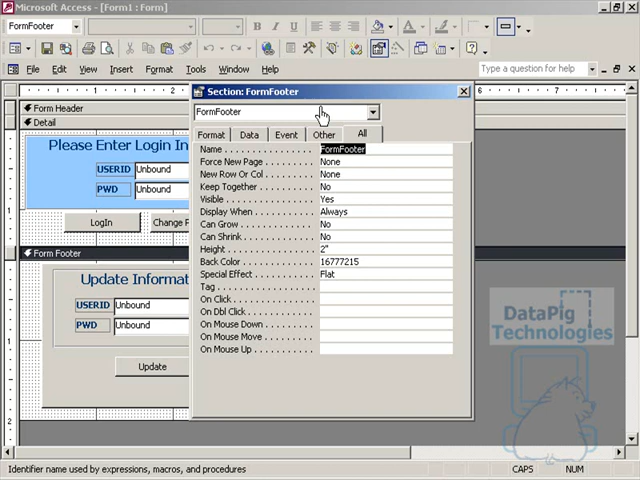 Microsoft Access - [Form1 : Form]
FormFooter
B I U
File Edit View Insert Format Tools Window Help
Type a question for help
1 6 7
Form Header
Detail
Please Enter Login In
USERID Unbound
PWD Unbound
LogIn Change P
Form Footer
Update Informat
USERID Unbound
PWD Unbound
Update
Section: FormFooter
FormFooter
Format Data Event Other All
Name FormFooter
Force New Page None
New Row Or Col None
Keep Together No
Visible Yes
Display When Always
Can Grow No
Can Shrink No
Height 2"
Back Color 16777215
Special Effect Flat
Tag
On Click
On Dbl Click
On Mouse Down
On Mouse Move
On Mouse Up
DataPig
Technologies
Identifier name used by expressions, macros, and procedures CAPS NUM